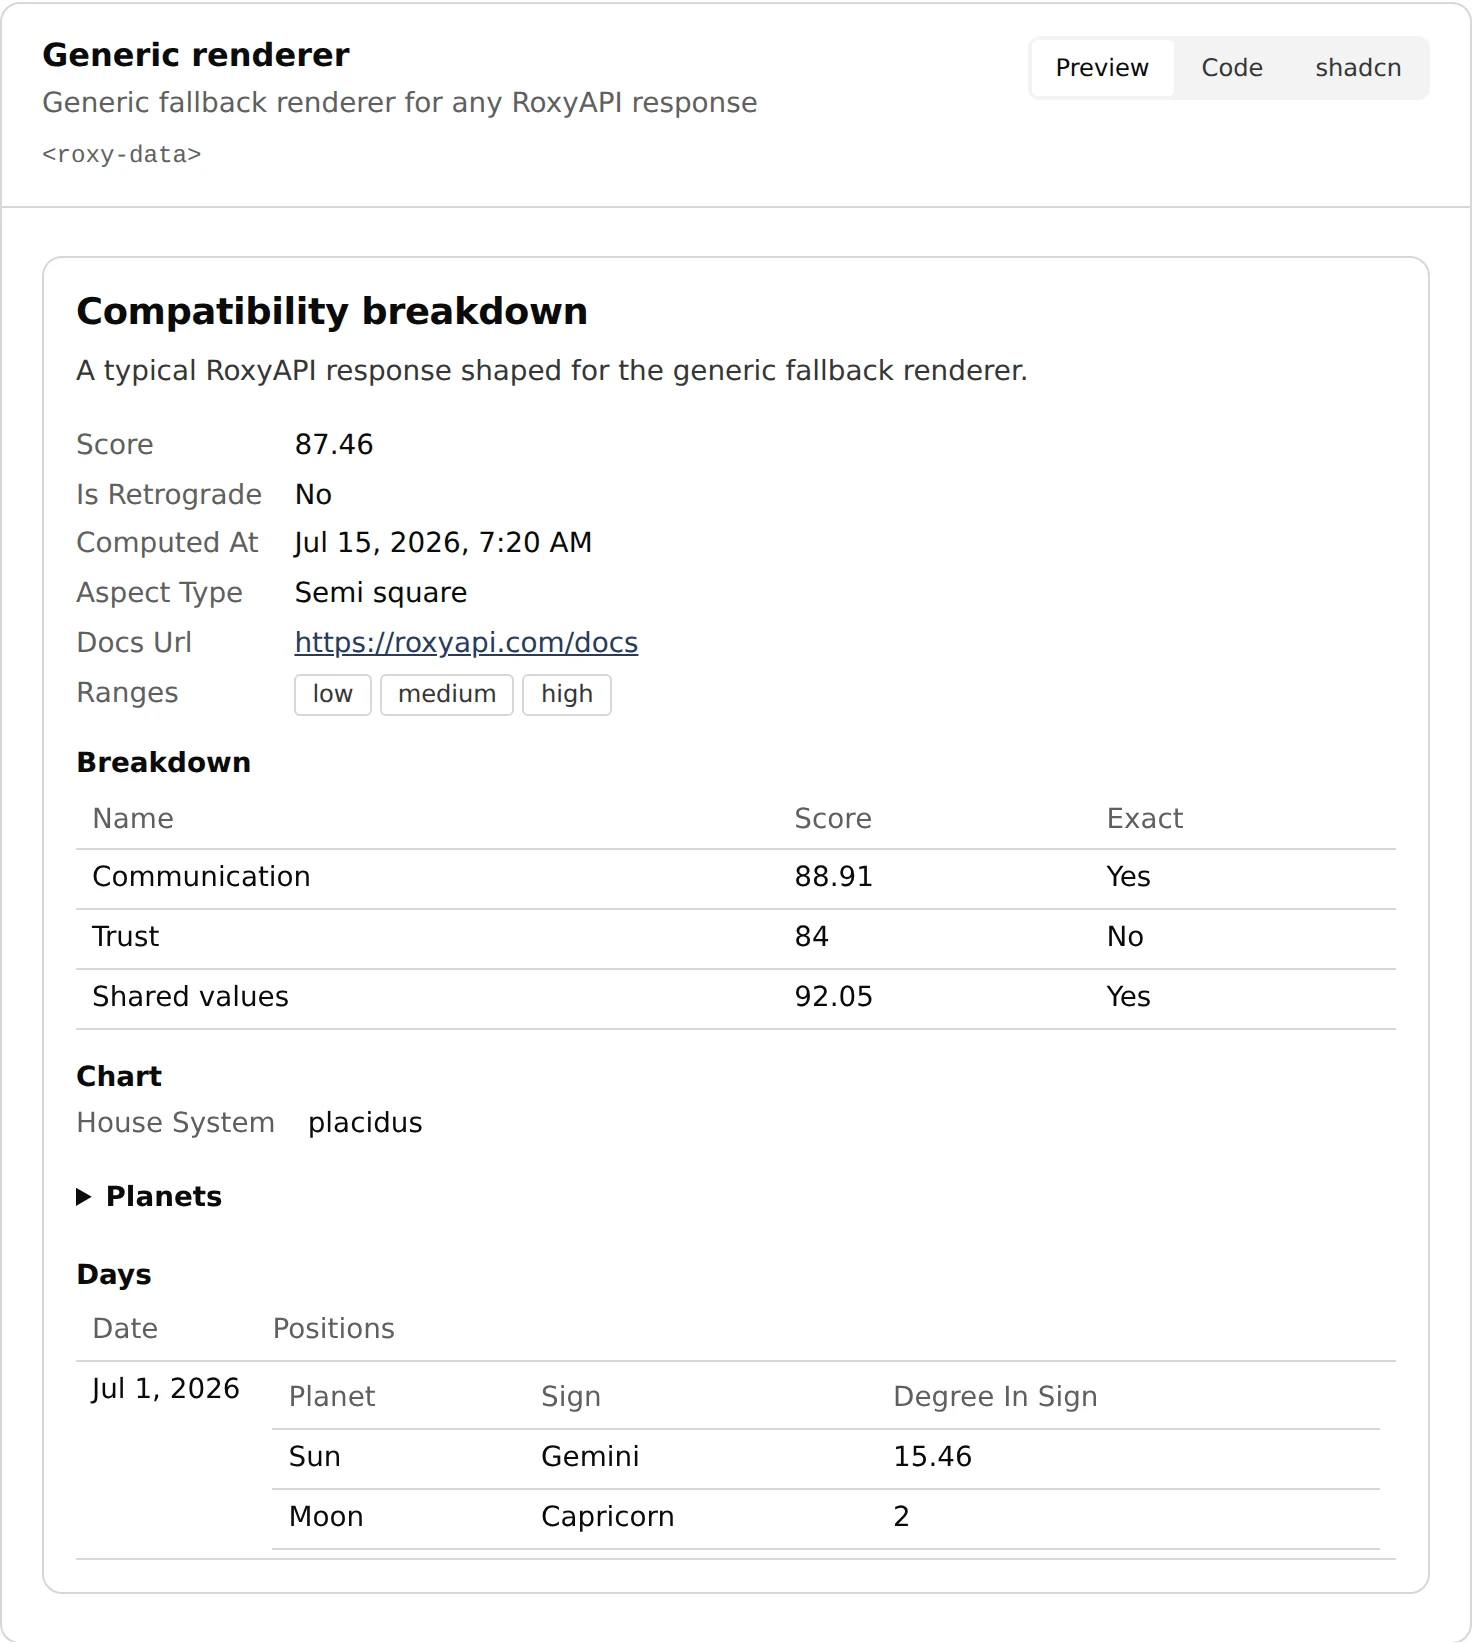 Generic renderer
Preview Code shadcn
Generic fallback renderer for any RoxyAPI response
<roxy-data>
Compatibility breakdown
A typical RoxyAPI response shaped for the generic fallback renderer.
Score 87.46
Is Retrograde No
Computed At Jul 15, 2026, 7:20 AM
Aspect Type Semi square
Docs Url https://roxyapi.com/docs
Ranges low medium high
Breakdown
Name Score Exact
Communication 88.91 Yes
Trust 84 No
Shared values 92.05 Yes
Chart
House System placidus
Planets
Days
Date Positions
Jul 1, 2026 Planet Sign Degree In Sign
Sun Gemini 15.46
Moon Capricorn 2